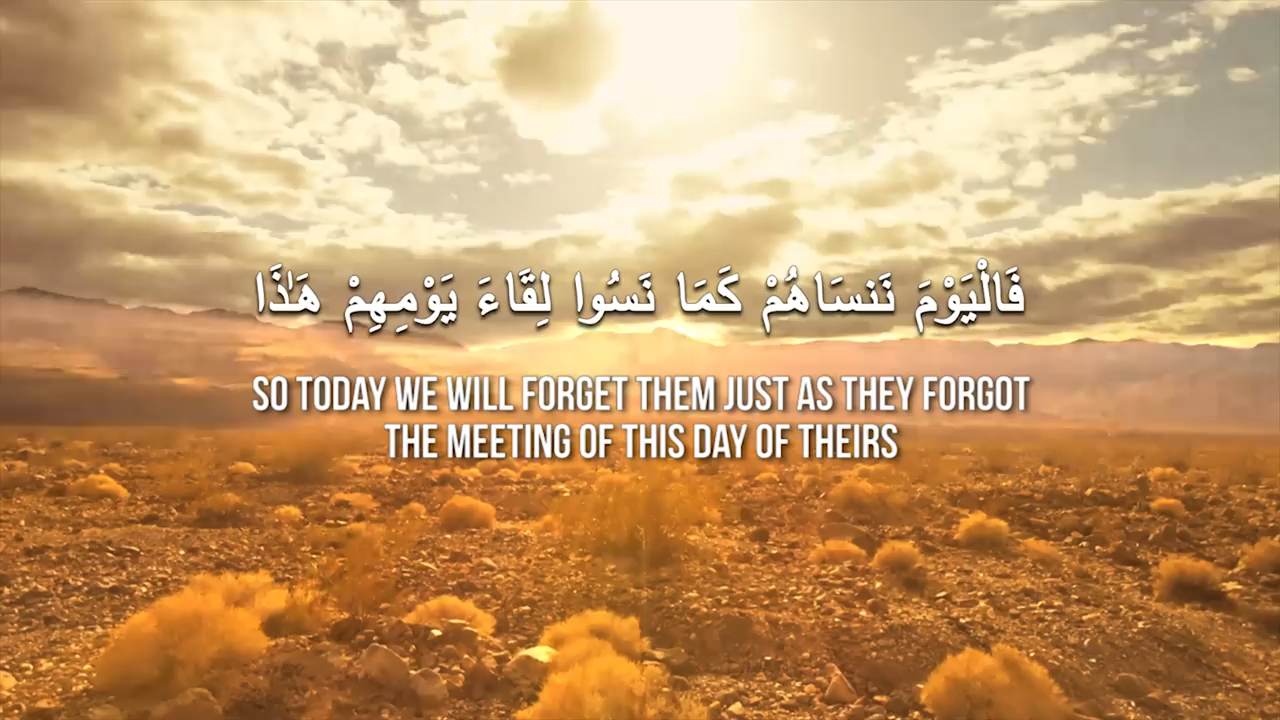 فَالْيَوْمَ نَنسَاهُمْ كَمَا نَسُوا لِقَاءَ يَوْمِهِمْ هَٰذَا
SO TODAY WE WILL FORGET THEM JUST AS THEY FORGOT
THE MEETING OF THIS DAY OF THEIRS